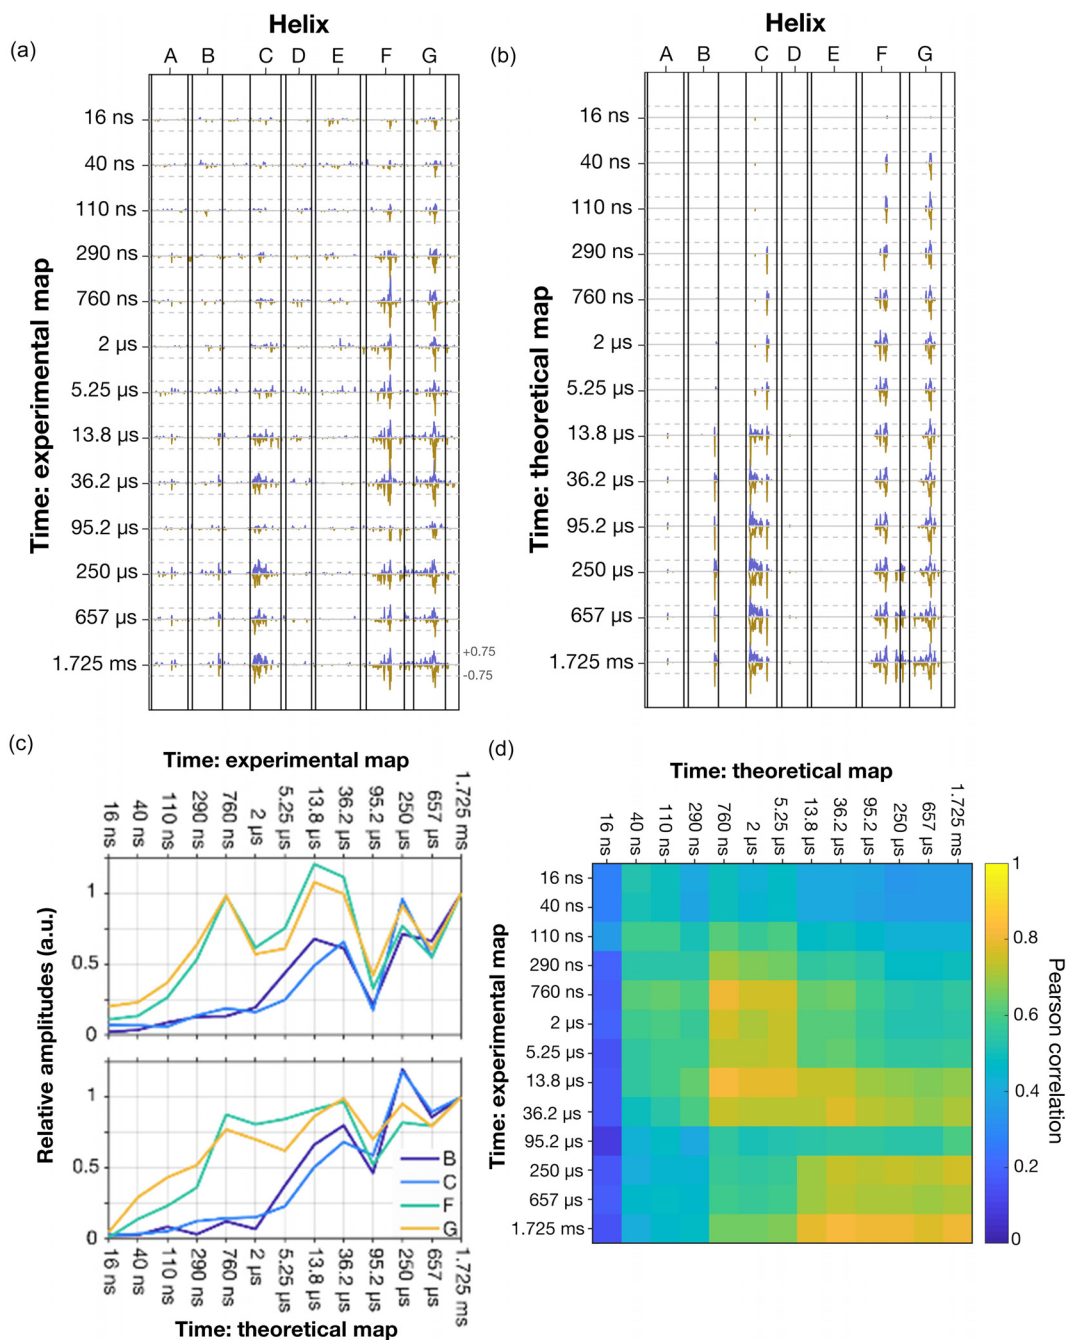 (a)
Helix
A B C D E F G
Time: experimental map
16 ns
40 ns
110 ns
290 ns
760 ns
2 µs
5.25 µs
13.8 µs
36.2 µs
95.2 µs
250 µs
657 µs
1.725 ms
+0.75
-0.75
(b)
Helix
A B C D E F G
Time: theoretical map
16 ns
40 ns
110 ns
290 ns
760 ns
2 µs
5.25 µs
13.8 µs
36.2 µs
95.2 µs
250 µs
657 µs
1.725 ms
(c)
Time: experimental map
16 ns
40 ns
110 ns
290 ns
760 ns
2 µs
5.25 µs
13.8 µs
36.2 µs
95.2 µs
250 µs
657 µs
1.725 ms
Relative amplitudes (a.u.)
1
0.5
0
1
0.5
0
B
C
F
G
16 ns
40 ns
110 ns
290 ns
760 ns
2 µs
5.25 µs
13.8 µs
36.2 µs
95.2 µs
250 µs
657 µs
1.725 ms
Time: theoretical map
(d)
Time: theoretical map
16 ns
40 ns
110 ns
290 ns
760 ns
2 µs
5.25 µs
13.8 µs
36.2 µs
95.2 µs
250 µs
657 µs
1.725 ms
Time: experimental map
16 ns
40 ns
110 ns
290 ns
760 ns
2 µs
5.25 µs
13.8 µs
36.2 µs
95.2 µs
250 µs
657 µs
1.725 ms
1
0.8
0.6
0.4
0.2
0
Pearson correlation